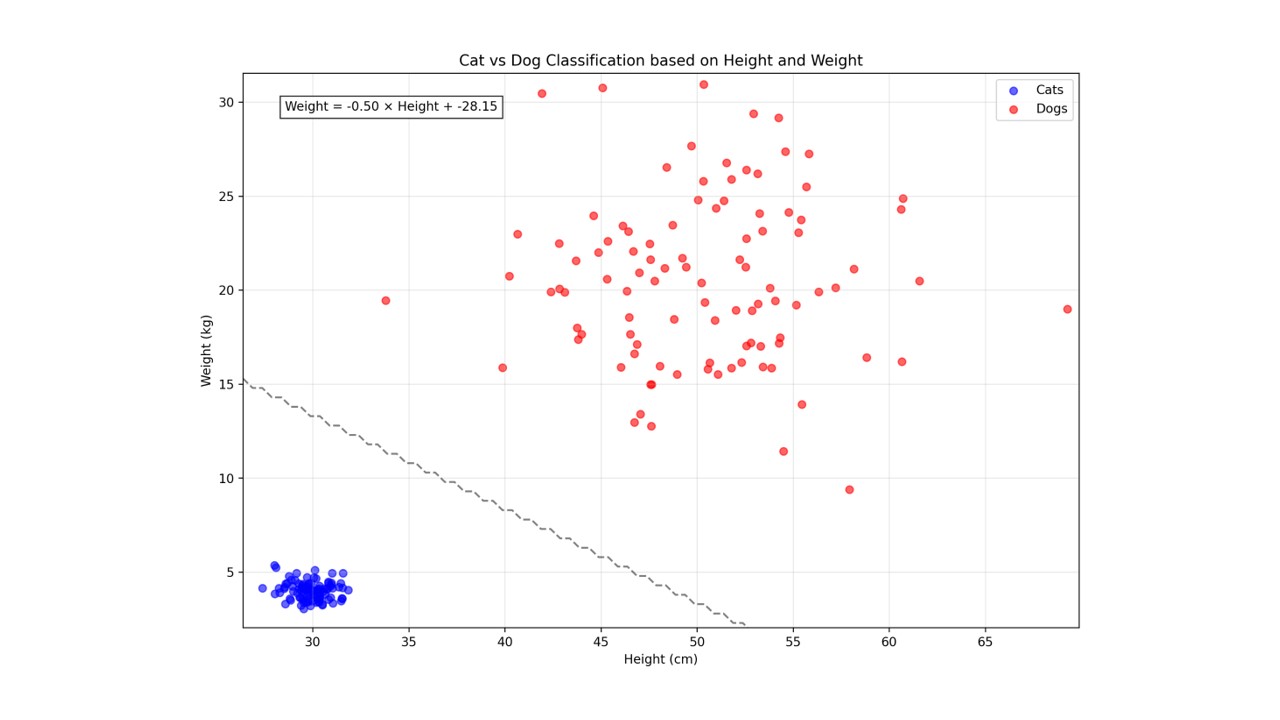 Cat vs Dog Classification based on Height and Weight
Weight = -0.50 × Height + -28.15
Cats
Dogs
30
25
20
15
10
5
Weight (kg)
30 35 40 45 50 55 60 65
Height (cm)